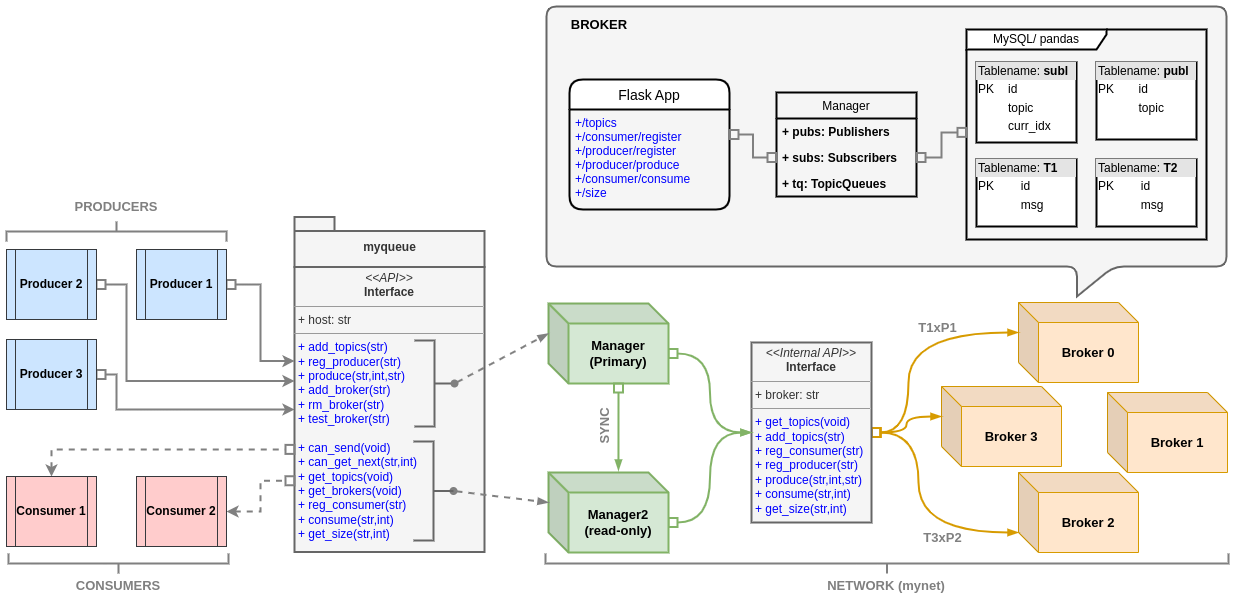 BROKER
Flask App
+/topics
+/consumer/register
+/producer/register
+/producer/produce
+/consumer/consume
+/size
Manager
+ pubs: Publishers
+ subs: Subscribers
+ tq: TopicQueues
MySQL/ pandas
Tablename: subl
PK id
topic
curr_idx
Tablename: publ
PK id
topic
Tablename: T1
PK id
msg
Tablename: T2
PK id
msg
PRODUCERS
Producer 2
Producer 1
Producer 3
Consumer 1
Consumer 2
CONSUMERS
myqueue
<<API>>
Interface
+ host: str
+ add_topics(str)
+ reg_producer(str)
+ produce(str,int,str)
+ add_broker(str)
+ rm_broker(str)
+ test_broker(str)
+ can_send(void)
+ can_get_next(str,int)
+ get_topics(void)
+ get_brokers(void)
+ reg_consumer(str)
+ consume(str,int)
+ get_size(str,int)
Manager
(Primary)
SYNC
Manager2
(read-only)
<<Internal API>>
Interface
+ broker: str
+ get_topics(void)
+ add_topics(str)
+ reg_consumer(str)
+ reg_producer(str)
+ produce(str,int,str)
+ consume(str,int)
+ get_size(str,int)
T1xP1
T3xP2
Broker 0
Broker 3
Broker 1
Broker 2
NETWORK (mynet)